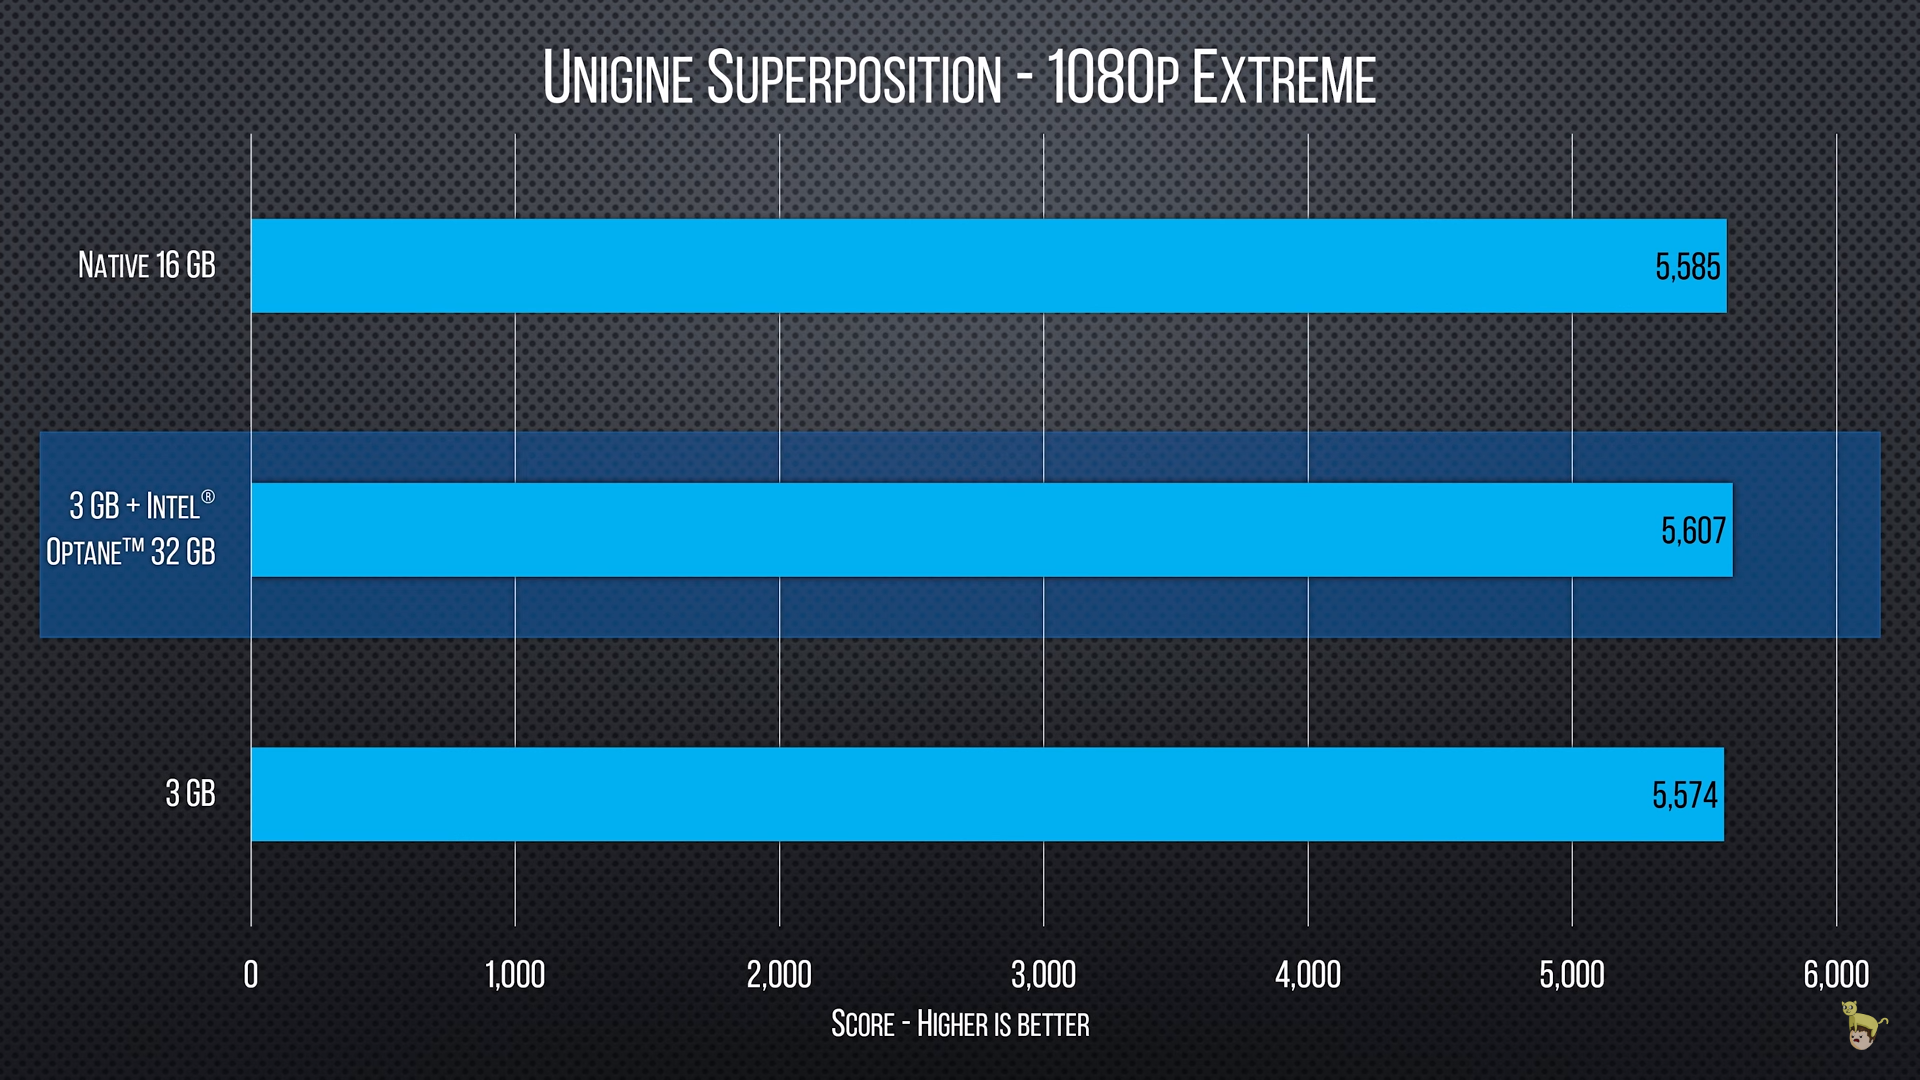 Unigine Superposition - 1080p Extreme
Native 16 GB
5,585
3 GB + Intel®
Optane™ 32 GB
5,607
3 GB
5,574
0 1,000 2,000 3,000 4,000 5,000 6,000
Score - Higher is better